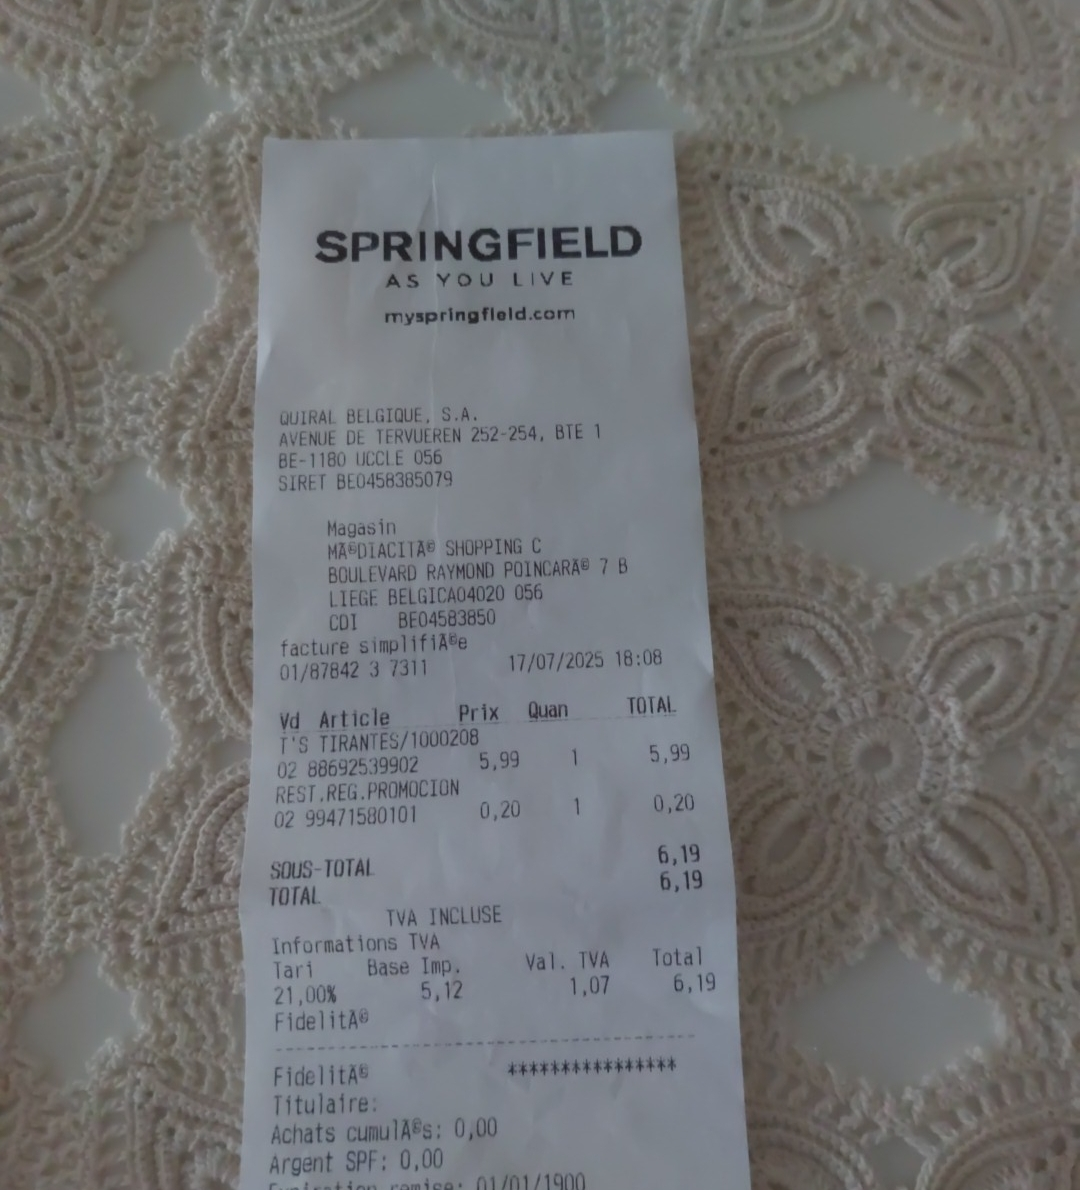 SPRINGFIELD
AS YOU LIVE
myspringfield.com
QUIRAL BELGIQUE, S.A.
AVENUE DE TERVUEREN 252-254, BTE 1
BE-1180 UCCLE 056
SIRET BE0458385079
Magasin
MÃ©DIACITÃ© SHOPPING C
BOULEVARD RAYMOND POINCARÃ© 7 B
LIEGE BELGICA04020 056
CDI BE04583850
facture simplifiÃ©e
01/87842 3 7311 17/07/2025 18:08
Vd Article Prix Quan TOTAL
T'S TIRANTES/1000208
02 88692539902 5,99 1 5,99
REST.REG.PROMOCION
02 99471580101 0,20 1 0,20
SOUS-TOTAL 6,19
TOTAL 6,19
TVA INCLUSE
Informations TVA
Tari Base Imp. Val. TVA Total
21,00% 5,12 1,07 6,19
FidelitÃ©
FidelitÃ© ****************
Titulaire:
Achats cumulÃ©s: 0,00
Argent SPF: 0,00
Expiration remise: 01/01/1900